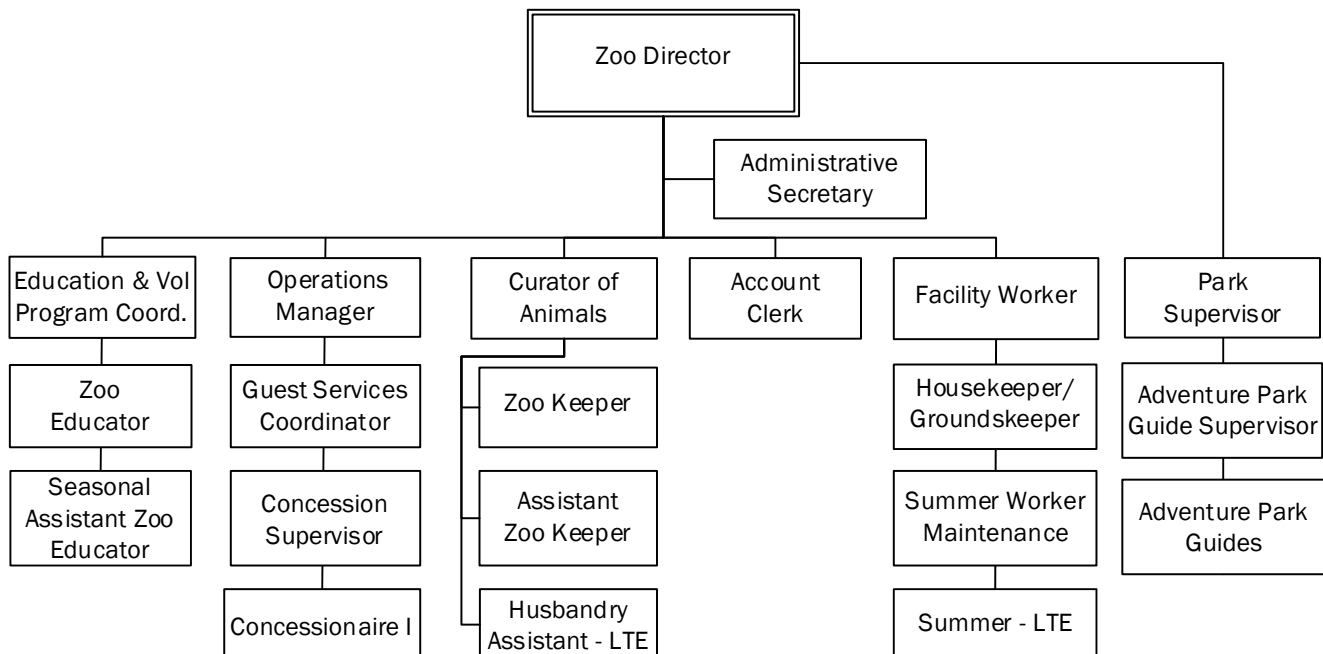 Zoo Director
Administrative
Secretary
Education & Vol
Program Coord.
Operations
Manager
Curator of
Animals
Account
Clerk
Facility Worker
Park
Supervisor
Zoo
Educator
Guest Services
Coordinator
Zoo Keeper
Housekeeper/
Groundskeeper
Adventure Park
Guide Supervisor
Seasonal
Assistant Zoo
Educator
Concession
Supervisor
Assistant
Zoo Keeper
Summer Worker
Maintenance
Adventure Park
Guides
Concessionaire I
Husbandry
Assistant - LTE
Summer - LTE